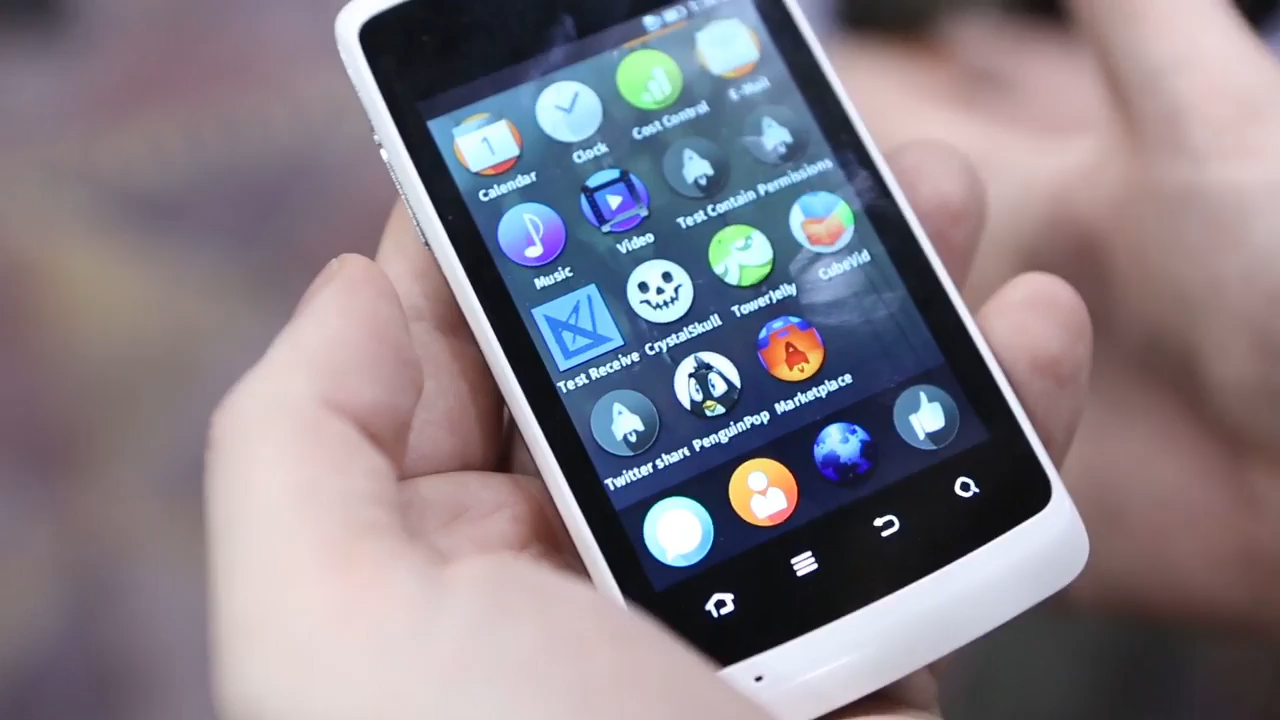 1
Calendar
Clock
Cost Control
E-Mail
Music
Video
Test Contain Permissions
Test Receive
CrystalSkull
TowerJelly
CubeVid
Twitter share
PenguinPop
Marketplace